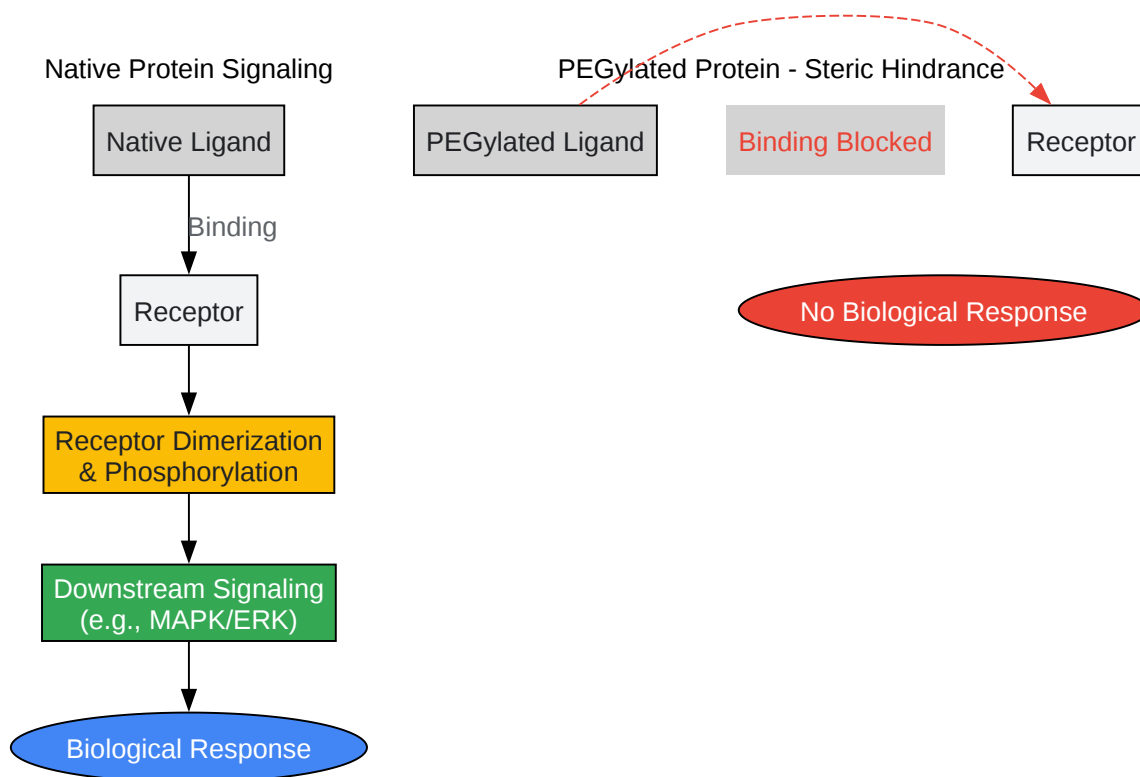 Native Protein Signaling
Native Ligand
Binding
Receptor
Receptor Dimerization
& Phosphorylation
Downstream Signaling
(e.g., MAPK/ERK)
Biological Response
PEGylated Protein - Steric Hindrance
PEGylated Ligand
Binding Blocked
Receptor
No Biological Response